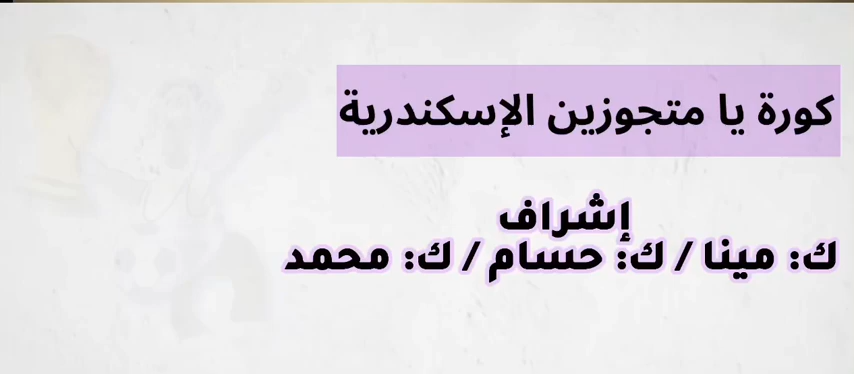 كورة يا متجوزين الإسكندرية
إشراف
ك: مينا / ك: حسام / ك: محمد